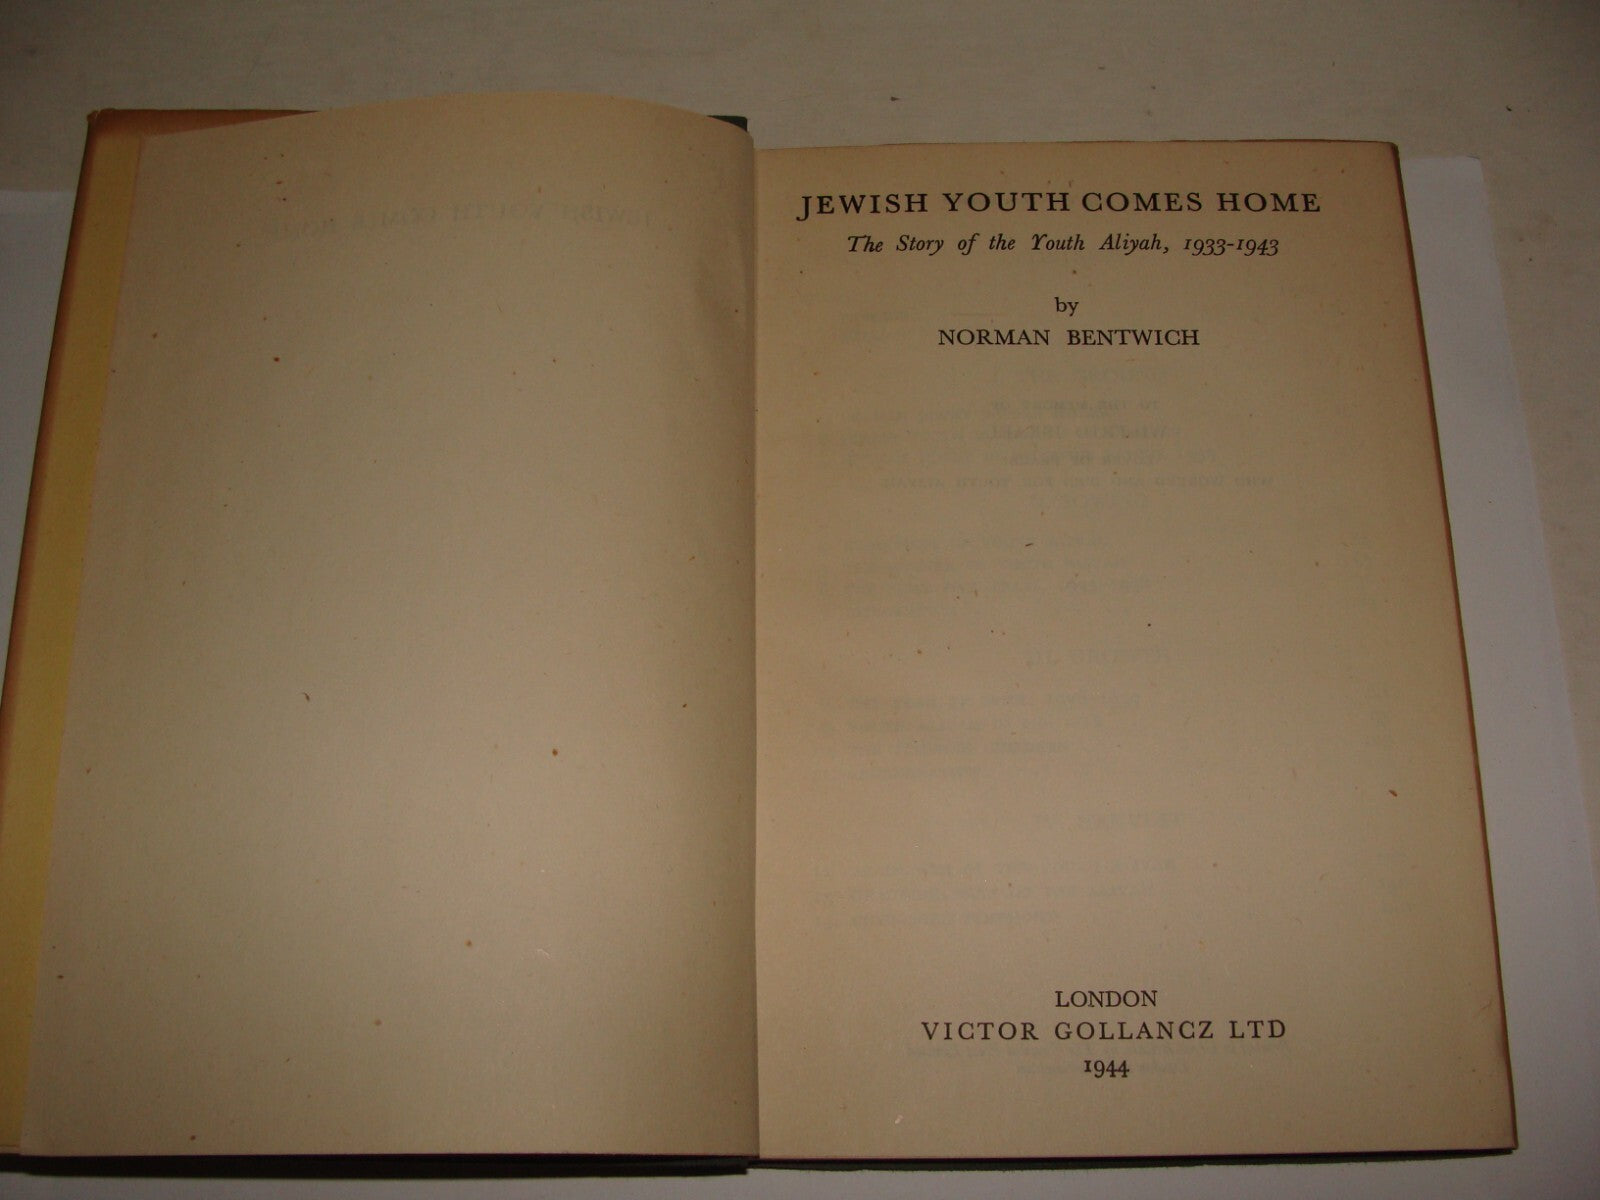 JEWISH YOUTH COMES HOME
The Story of the Youth Aliyah, 1933-1943
by
NORMAN BENTWICH
LONDON
VICTOR GOLLANCZ LTD
1944